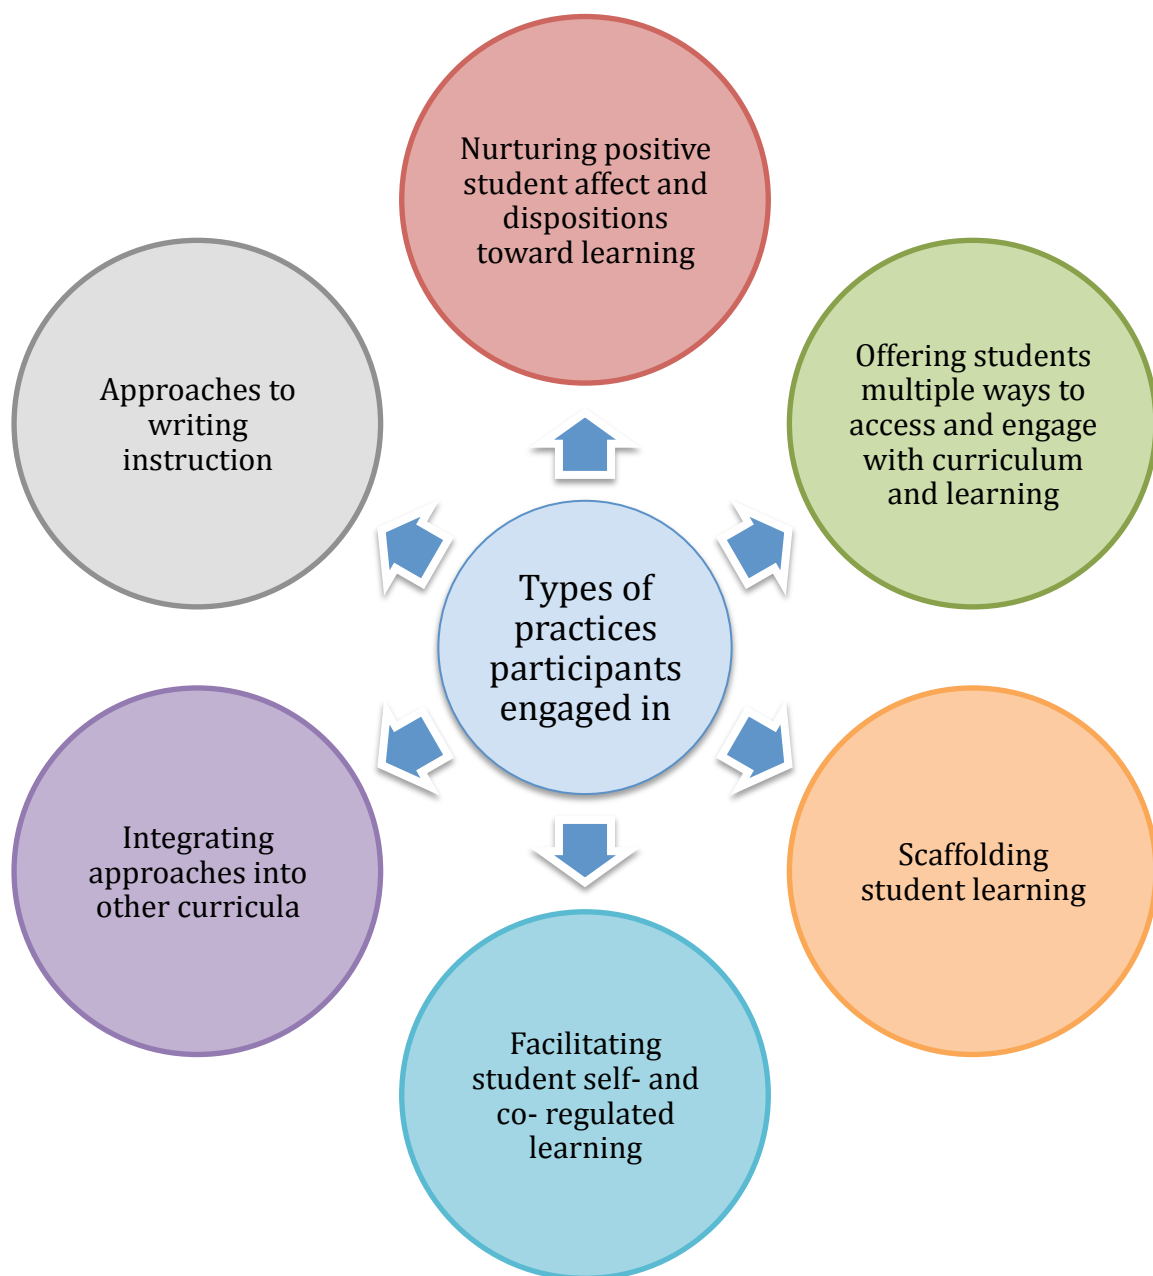 Nurturing positive
student affect and
dispositions
toward learning
Offering students
multiple ways to
access and engage
with curriculum
and learning
Scaffolding
student learning
Facilitating
student self- and
co- regulated
learning
Integrating
approaches into
other curricula
Approaches to
writing
instruction
Types of
practices
participants
engaged in